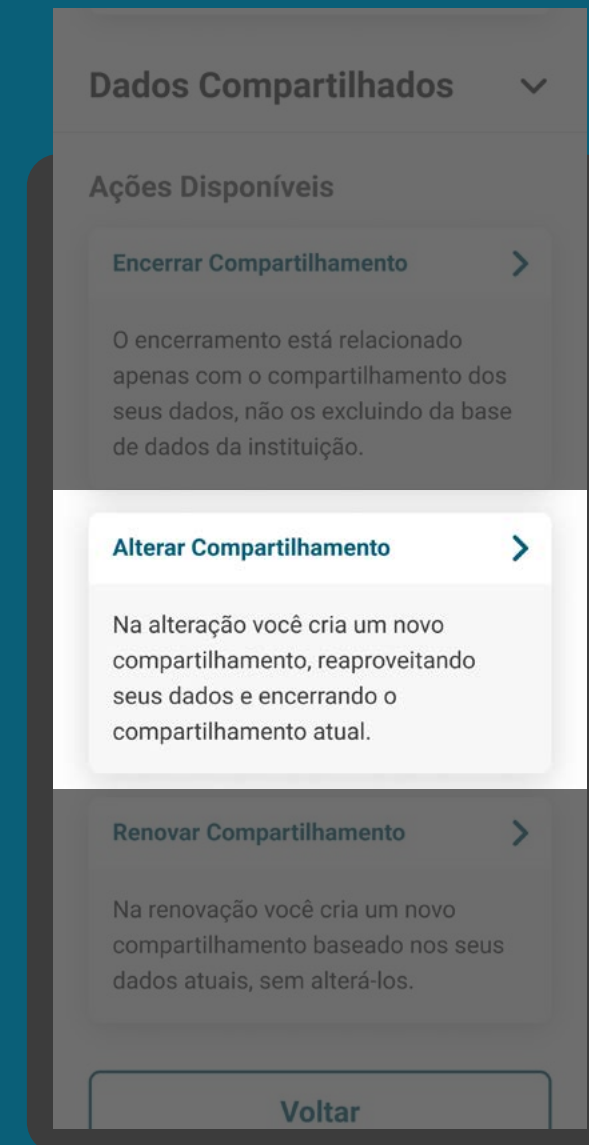 Dados Compartilhados
Ações Disponíveis
Encerrar Compartilhamento
O encerramento está relacionado
apenas com o compartilhamento dos
seus dados, não os excluindo da base
de dados da instituição.
Alterar Compartilhamento
Na alteração você cria um novo
compartilhamento, reaproveitando
seus dados e encerrando o
compartilhamento atual.
Renovar Compartilhamento
Na renovação você cria um novo
compartilhamento baseado nos seus
dados atuais, sem alterá-los.
Voltar